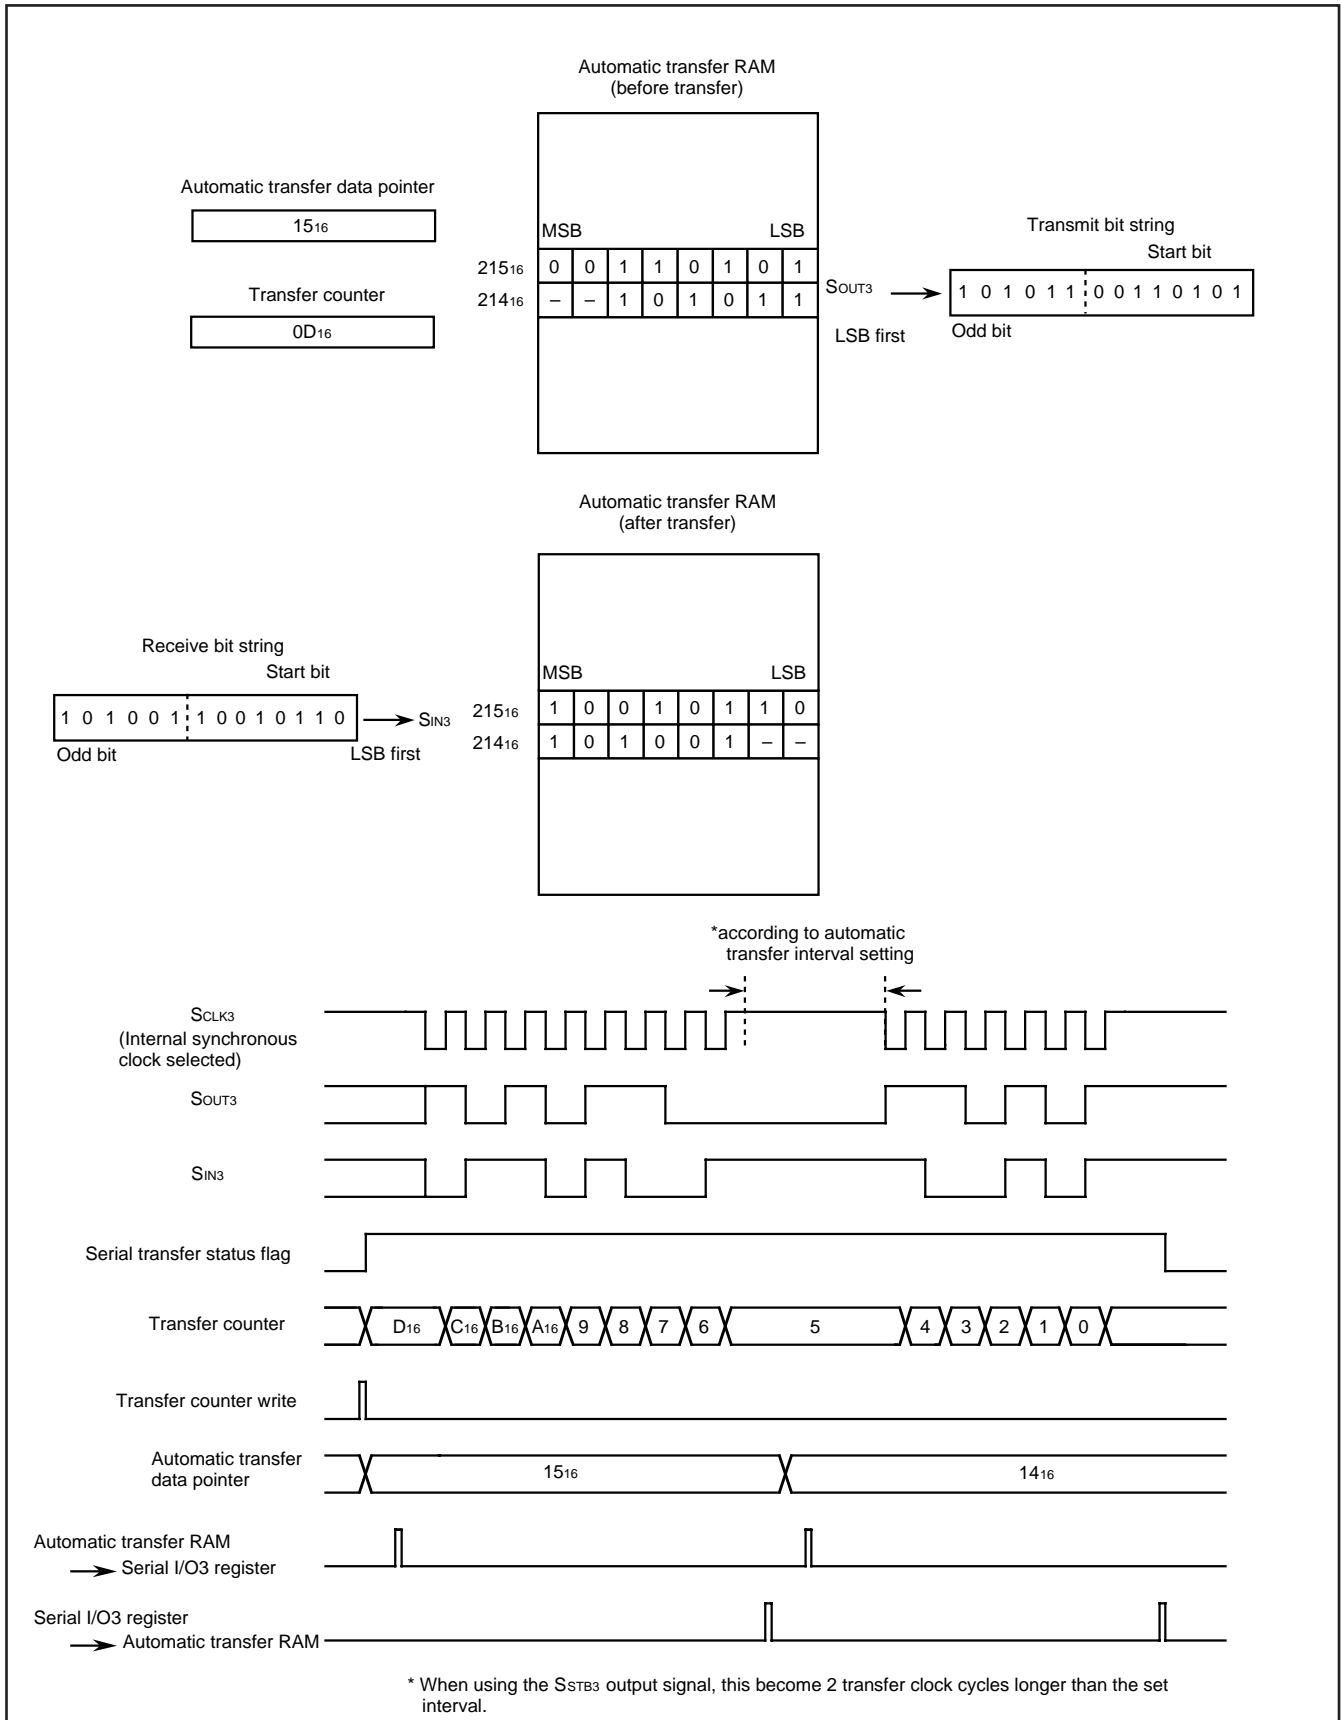 Automatic transfer RAM
(before transfer)
Automatic transfer data pointer
15₁₆
Transfer counter
0D₁₆
MSB LSB
215₁₆ 0 0 1 1 0 1 0 1
214₁₆ – – 1 0 1 0 1 1
SOUT3
LSB first
Transmit bit string
Start bit
1 0 1 0 1 1 0 0 1 1 0 1 0 1
Odd bit
Automatic transfer RAM
(after transfer)
Receive bit string
Start bit
1 0 1 0 0 1 1 0 0 1 0 1 1 0
Odd bit
LSB first
SIN3
MSB LSB
215₁₆ 1 0 0 1 0 1 1 0
214₁₆ 1 0 1 0 0 1 – –
*according to automatic
transfer interval setting
SCLK3
(Internal synchronous
clock selected)
SOUT3
SIN3
Serial transfer status flag
Transfer counter D₁₆ C₁₆ B₁₆ A₁₆ 9 8 7 6 5 4 3 2 1 0
Transfer counter write
Automatic transfer
data pointer 15₁₆ 14₁₆
Automatic transfer RAM
Serial I/O3 register
Serial I/O3 register
Automatic transfer RAM
* When using the SSTB3 output signal, this become 2 transfer clock cycles longer than the set
interval.